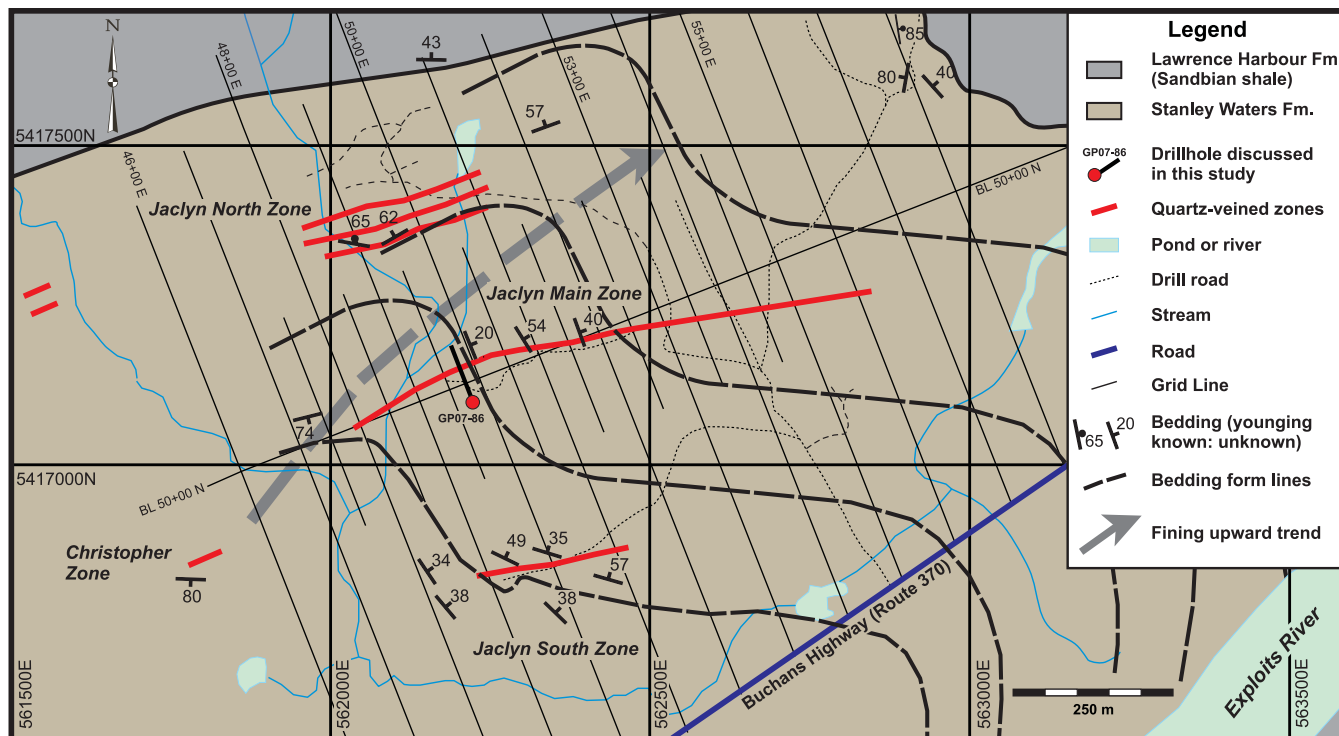 N
43
50+00 E
48+00 E
53+00 E
55+00 E
85
80
40
57
5417500N
46+00 E
BL 50+00 N
Jaclyn North Zone
65
62
Jaclyn Main Zone
20
54
40
GP07-86
74
5417000N
BL 50+00 N
Christopher
Zone
80
34
38
49
35
57
38
Jaclyn South Zone
Buchans Highway (Route 370)
Exploits River
250 m
561500E
562000E
562500E
563000E
563500E
Legend
Lawrence Harbour Fm
(Sandbian shale)
Stanley Waters Fm.
GP07-86
Drillhole discussed
in this study
Quartz-veined zones
Pond or river
Drill road
Stream
Road
Grid Line
65
20
Bedding (younging
known: unknown)
Bedding form lines
Fining upward trend